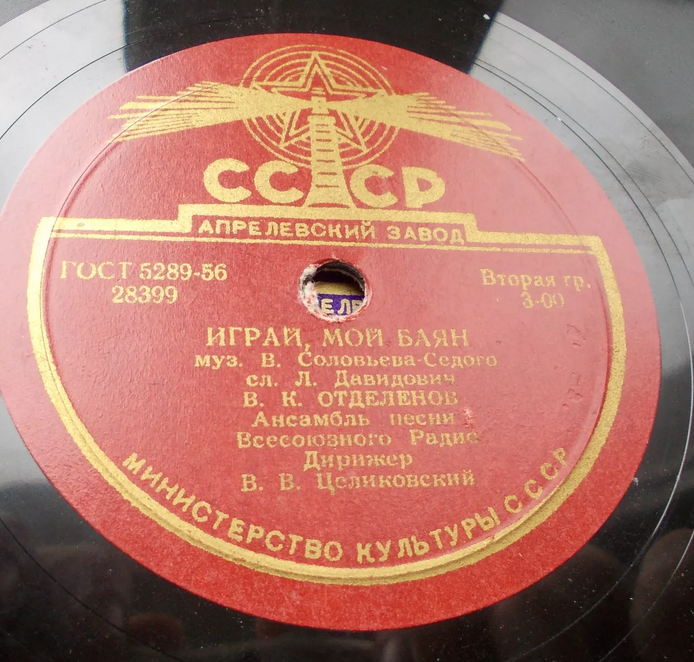 СССР
АПРЕЛЕВСКИЙ ЗАВОД
ГОСТ 5289-56
28399
Вторая гр.
3-00
ЕЛЕ
ИГРАЙ, МОЙ БАЯН
муз. В. Соловьева-Седого
сл. Л. Давидович
В. К. ОТДЕЛЕНОВ
Ансамбль песни
Всесоюзного Радио
Дирижер
В. В. Целиковский
МИНИСТЕРСТВО КУЛЬТУРЫ СССР